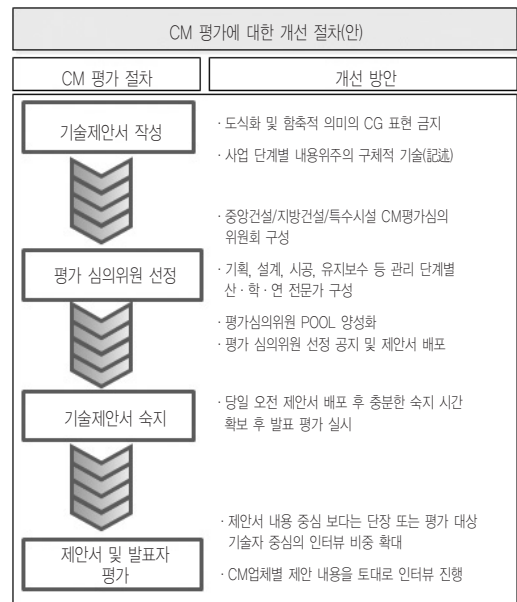 CM 평가에 대한 개선 절차(안)
CM 평가 절차
개선 방안
기술제안서 작성
· 도식화 및 함축적 의미의 CG 표현 금지
· 사업 단계별 내용위주의 구체적 기술(記述)
· 중앙건설/지방건설/특수시설 CM평가심의
위원회 구성
평가 심의위원 선정
· 기획, 설계, 시공, 유지보수 등 관리 단계별
산 · 학 · 연 전문가 구성
· 평가심의위원 POOL 양성화
· 평가 심의위원 선정 공지 및 제안서 배포
기술제안서 숙지
· 당일 오전 제안서 배포 후 충분한 숙지 시간
확보 후 발표 평가 실시
제안서 및 발표자
평가
· 제안서 내용 중심 보다는 단장 또는 평가 대상
기술자 중심의 인터뷰 비중 확대
· CM업체별 제안 내용을 토대로 인터뷰 진행